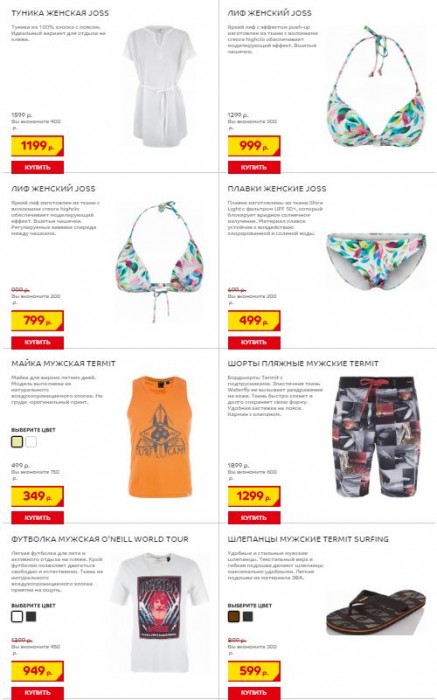 ТУНИКА ЖЕНСКАЯ JOSS
Туника из 100% хлопка с поясом.
Идеальный вариант для отдыха на
пляже.
1599 р.
Вы экономите 400
р.
1199 р.
КУПИТЬ
ЛИФ ЖЕНСКИЙ JOSS
Яркий лиф с эффектом push-up
изготовлен из ткани с волокнами
спюга highclo обеспечивает
моделирующий эффект. Вшитые
чашечки.
1299 р.
Вы экономите 300
р.
999 р.
КУПИТЬ
ЛИФ ЖЕНСКИЙ JOSS
Яркий лиф изготовлен из ткани с
волокнами спюга highclo
обеспечивает моделирующий
эффект. Вшитые чашечки.
Регулируемые завязки спереди
между чашками.
999 р.
Вы экономите 200
р.
799 р.
КУПИТЬ
ПЛАВКИ ЖЕНСКИЕ JOSS
Плавки изготовлены из ткани Ultra
Light с фильтром UPF 50+, который
блокирует вредное солнечное
излучение. Материал плавок
устойчив к воздействию
хлорированной и соленой воды.
699 р.
Вы экономите 200
р.
499 р.
КУПИТЬ
МАЙКА МУЖСКАЯ TERMIT
Майка для жарких летних дней.
Модель выполнена из
натурального
воздухопроницаемого хлопка. На
груди оригинальный принт.
ВЫБЕРИТЕ ЦВЕТ
499 р.
Вы экономите 150
р.
349 р.
КУПИТЬ
ШОРТЫ ПЛЯЖНЫЕ МУЖСКИЕ TERMIT
Бордшорты Termit с
подтрусниками. Эластичная ткань
Waterfly не вызывает раздражения
на коже. Ткань быстро сохнет и
долго сохраняет свою форму.
Удобная застежка на поясе.
Карман с клапаном.
1899 р.
Вы экономите 600
р.
1299 р.
КУПИТЬ
ФУТБОЛКА МУЖСКАЯ O'NEILL WORLD TOUR
Легкая футболка для лета и
активного отдыха на пляже. Крой
футболки позволяет двигаться
свободно и естественно. Ткань из
натурального
воздухопроницаемого хлопка
приятна на ощупь.
ВЫБЕРИТЕ ЦВЕТ
1399 р.
Вы экономите 450
р.
949 р.
КУПИТЬ
ШЛЕПАНЦЫ МУЖСКИЕ TERMIT SURFING
Удобные и стильные мужские
шлепанцы. Текстильный верх и
гибкая подошва делают шлепанцы
максимально удобными. Легкая
подошва из материала ЭВА.
ВЫБЕРИТЕ ЦВЕТ
899 р.
Вы экономите 300
р.
599 р.
КУПИТЬ